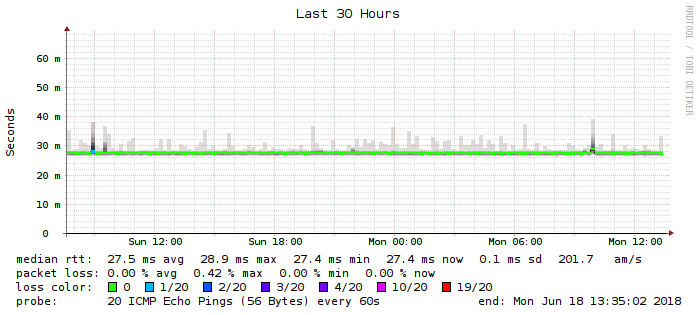 Last 30 Hours
RRDTOOL / TOBI OETIKER
Seconds
60 m
50 m
40 m
30 m
20 m
10 m
0
Sun 12:00 Sun 18:00 Mon 00:00 Mon 06:00 Mon 12:00
median rtt: 27.5 ms avg 28.9 ms max 27.4 ms min 27.4 ms now 0.1 ms sd 201.7 am/s
packet loss: 0.00 % avg 0.42 % max 0.00 % min 0.00 % now
loss color: 0 1/20 2/20 3/20 4/20 10/20 19/20
probe: 20 ICMP Echo Pings (56 Bytes) every 60s end: Mon Jun 18 13:35:02 2018